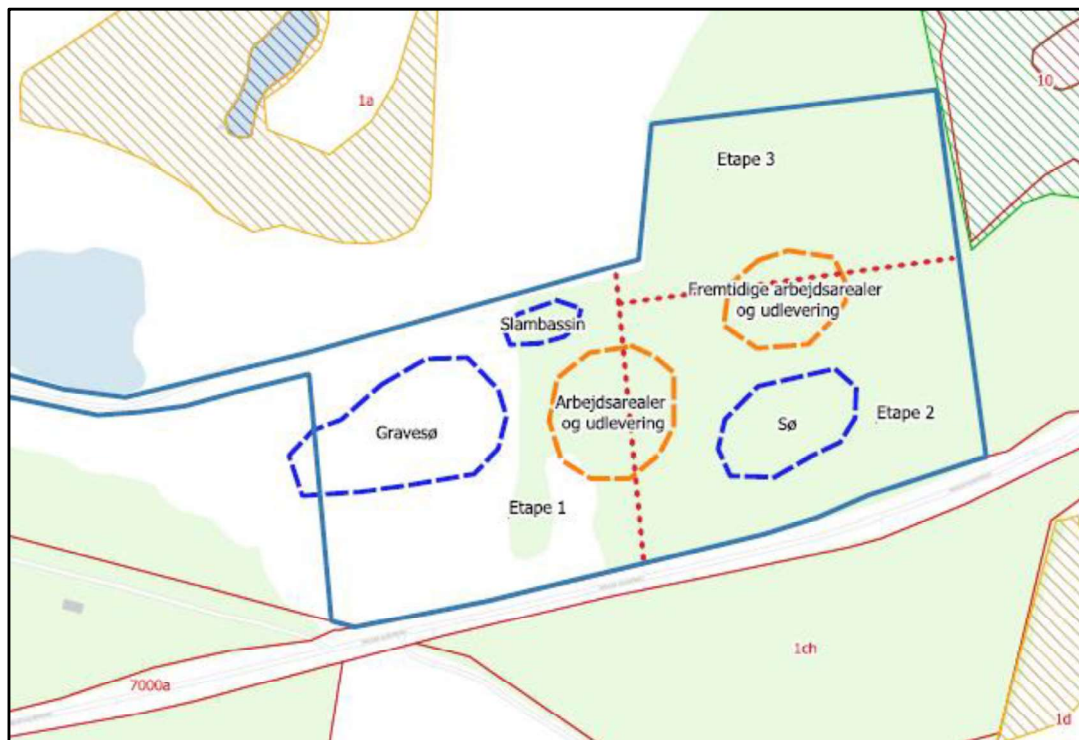 1a
10
Etape 3
Fremtidige arbejdsarealer
og udlevering
Slambassin
Arbejdsarealer
og udlevering
Gravesø
Sø
Etape 2
Etape 1
1ch
7000a
1d